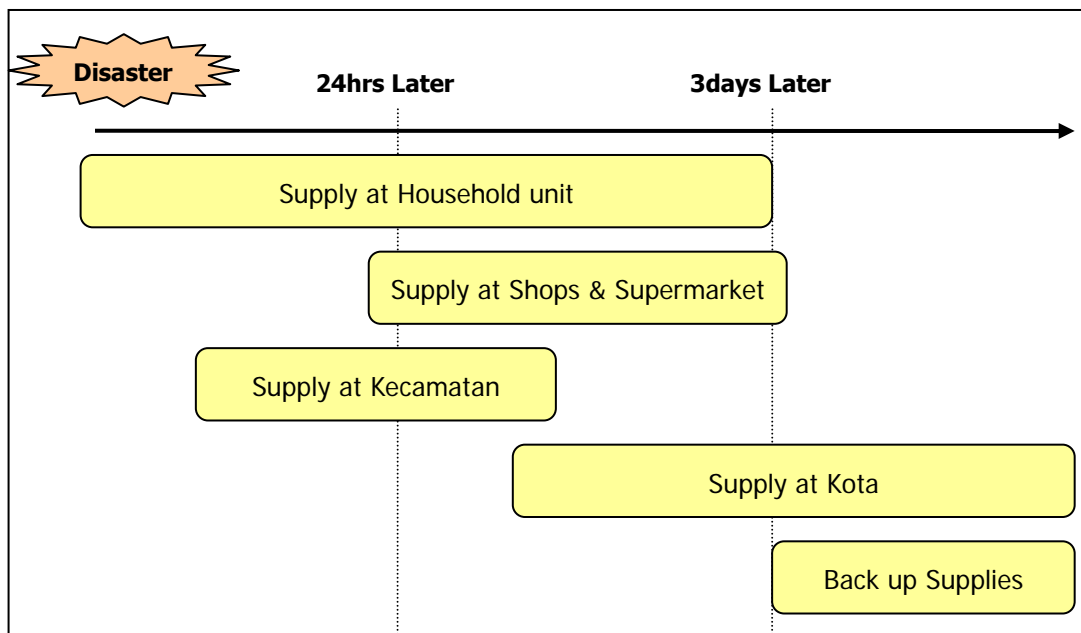 Disaster
24hrs Later
3days Later
Supply at Household unit
Supply at Shops & Supermarket
Supply at Kecamatan
Supply at Kota
Back up Supplies